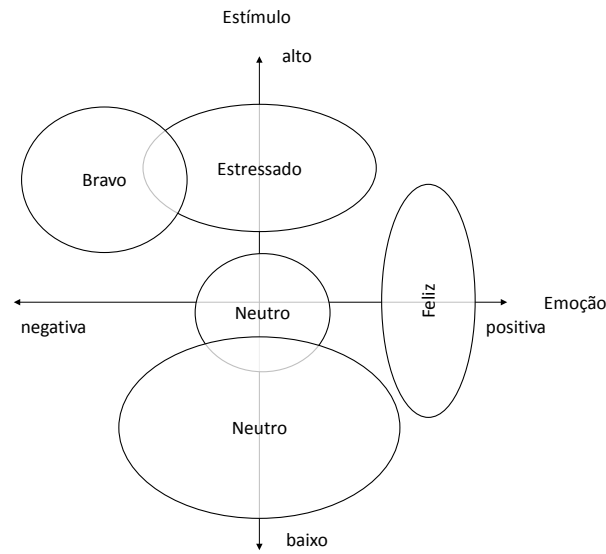 Estímulo
alto
Bravo
Estressado
Neutro
Feliz
Emoção
negativa
positiva
Neutro
baixo